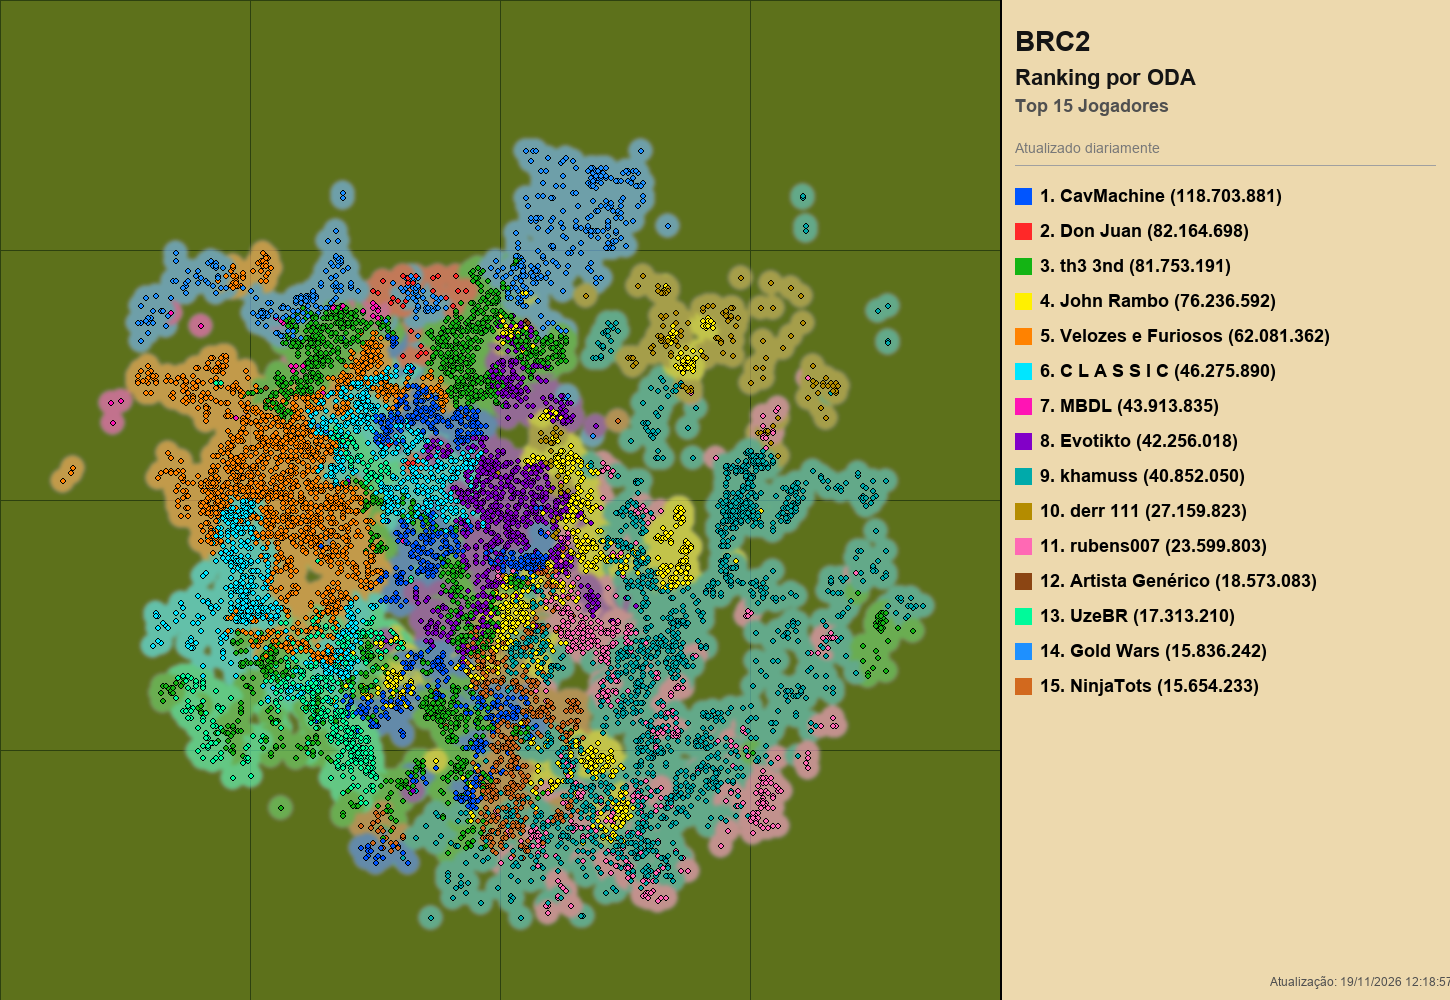 BRC2
Ranking por ODA
Top 15 Jogadores
Atualizado diariamente
1. CavMachine (118.703.881)
2. Don Juan (82.164.698)
3. th3 3nd (81.753.191)
4. John Rambo (76.236.592)
5. Velozes e Furiosos (62.081.362)
6. C L A S S I C (46.275.890)
7. MBDL (43.913.835)
8. Evotikto (42.256.018)
9. khamuss (40.852.050)
10. derr 111 (27.159.823)
11. rubens007 (23.599.803)
12. Artista Genérico (18.573.083)
13. UzeBR (17.313.210)
14. Gold Wars (15.836.242)
15. NinjaTots (15.654.233)
Atualização: 19/11/2026 12:18:57